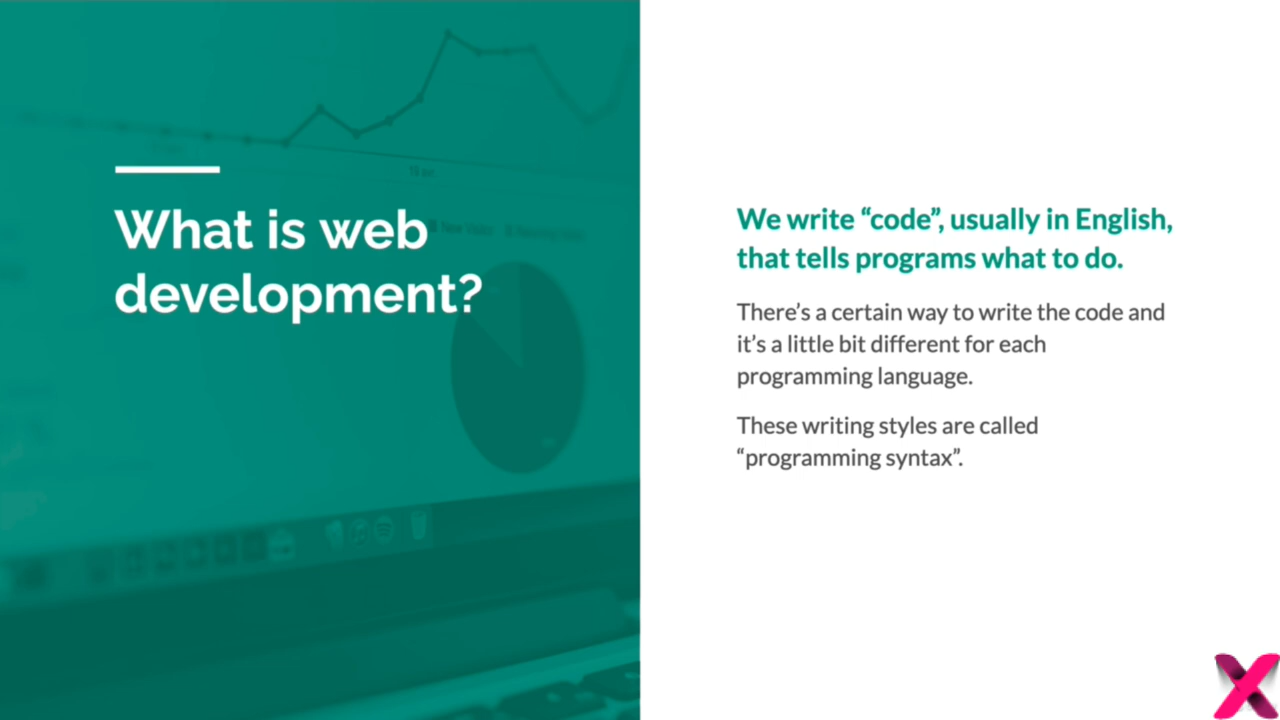 What is web
development?
We write “code”, usually in English,
that tells programs what to do.
There’s a certain way to write the code and
it’s a little bit different for each
programming language.
These writing styles are called
“programming syntax”.